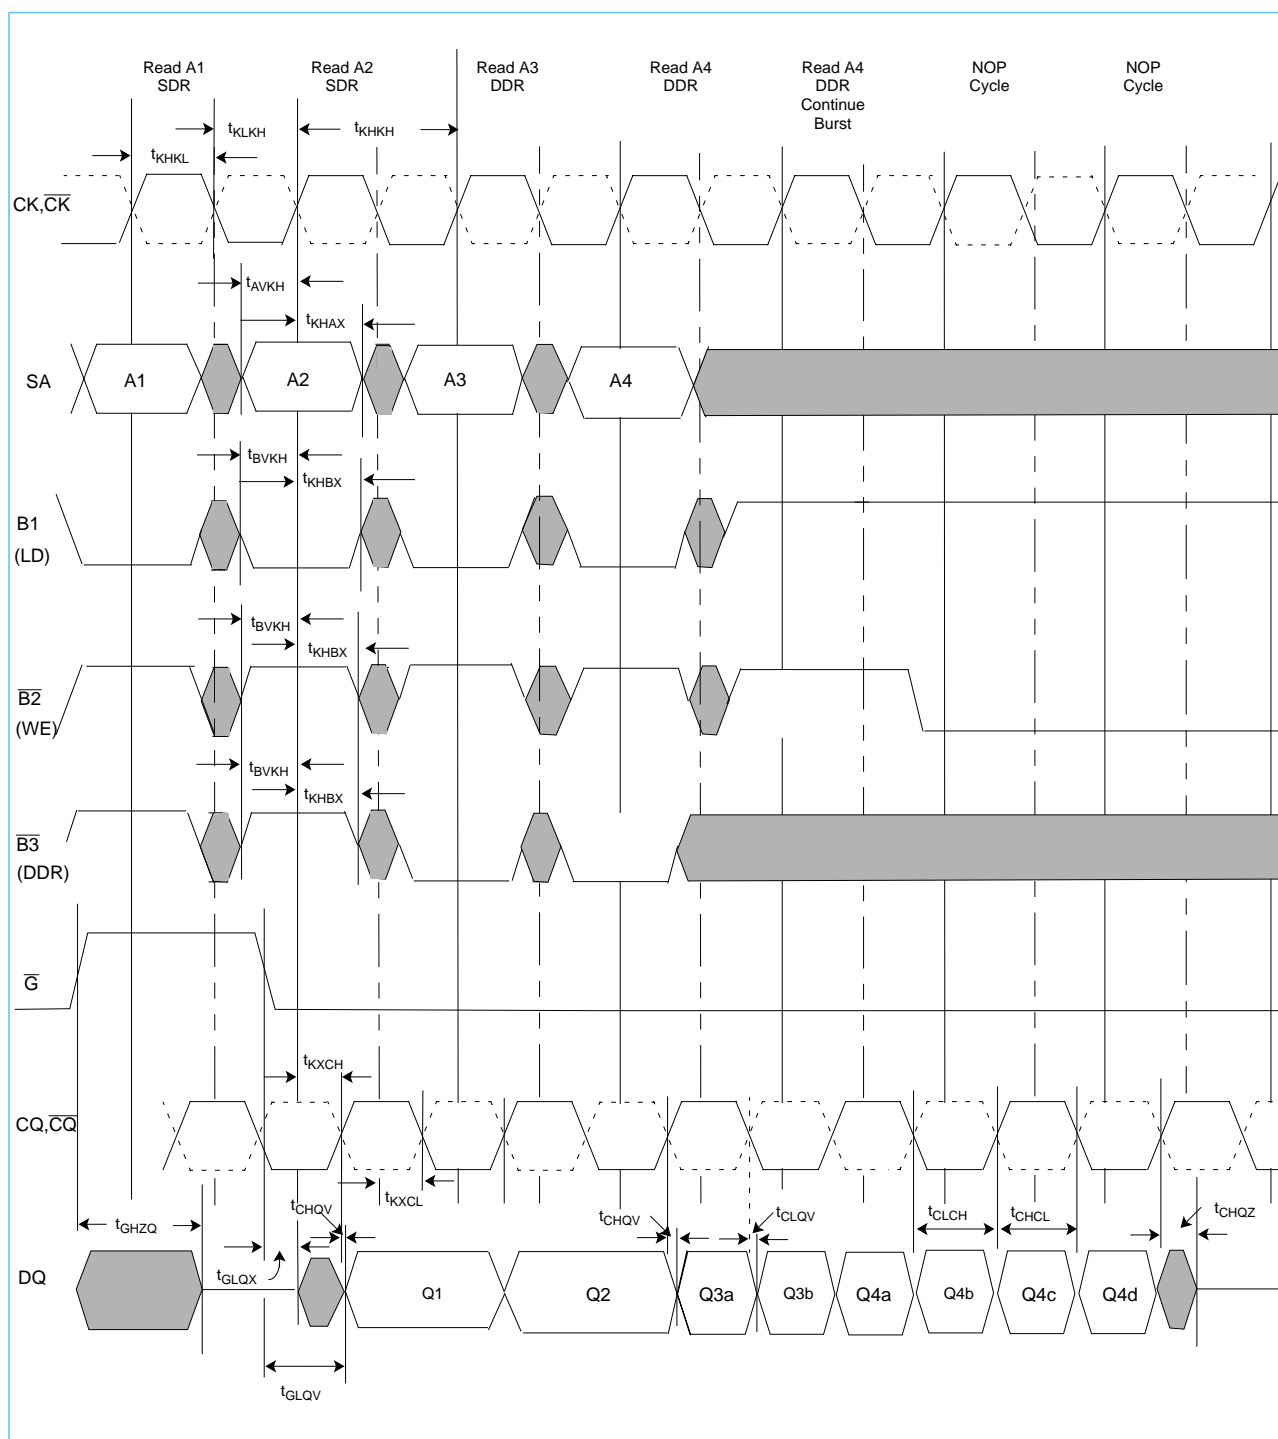 Read A1
SDR
Read A2
SDR
Read A3
DDR
Read A4
DDR
Read A4
DDR
Continue
Burst
NOP
Cycle
NOP
Cycle
tKLKH
tKHKH
tKHKL
CK,CK
tAVKH
tKHAX
SA
A1
A2
A3
A4
tBVKH
tKHBX
B1
(LD)
tBVKH
tKHBX
B2
(WE)
tBVKH
tKHBX
B3
(DDR)
G
tKXCH
CQ,CQ
tKXCL
tCHQV
tCHQV
tCLQV
tCLCH
tCHCL
tCHQZ
tGHZQ
tGLQX
DQ
Q1
Q2
Q3a
Q3b
Q4a
Q4b
Q4c
Q4d
tGLQV